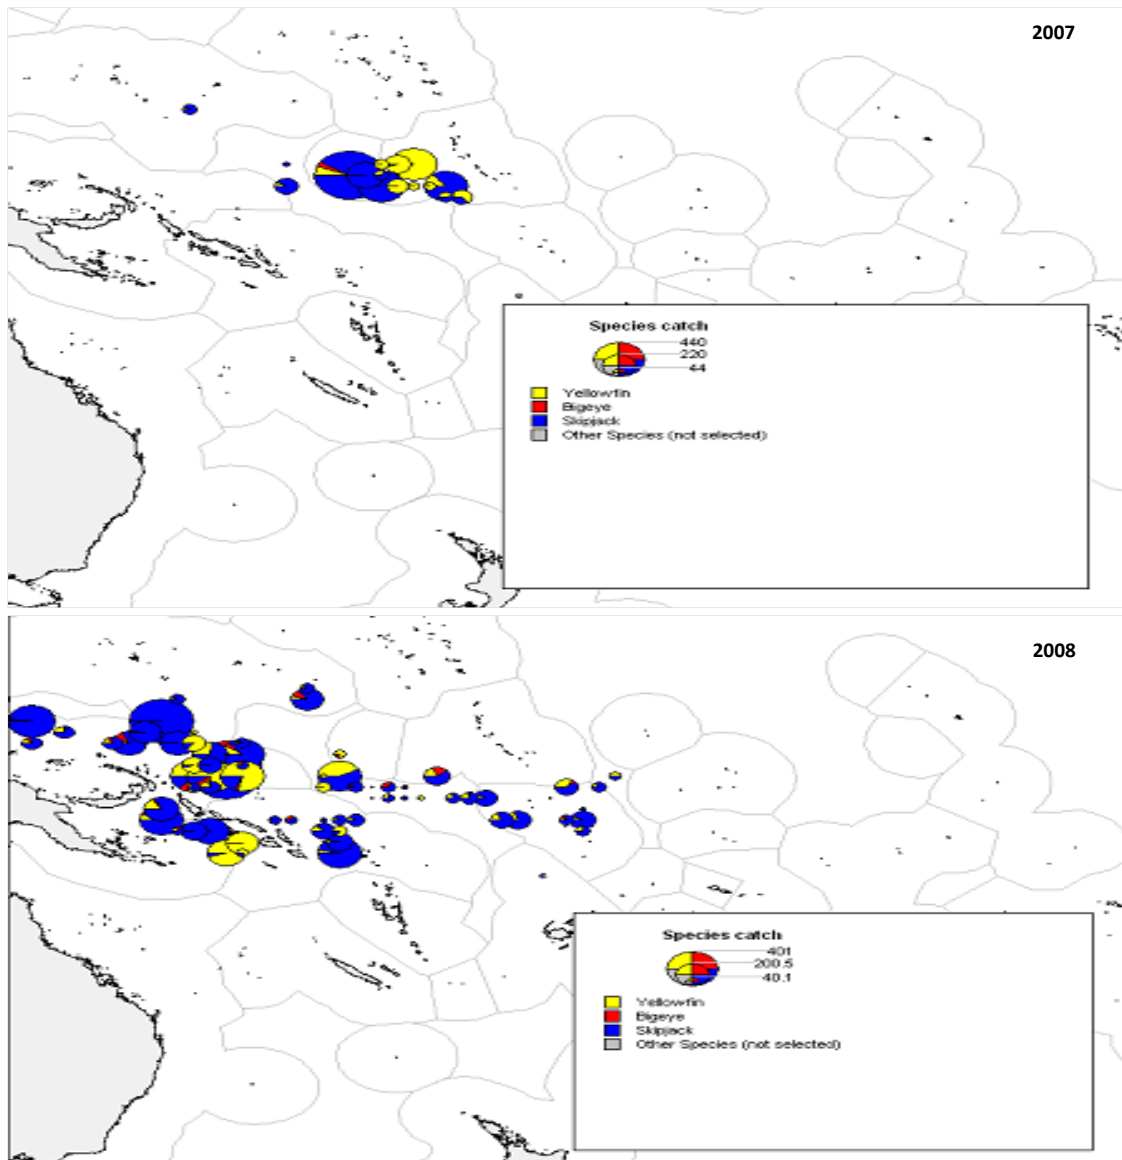 2007
Species catch
440
220
44
Yellowfin
Bigeye
Skipjack
Other Species (not selected)
2008
Species catch
401
200.5
40.1
Yellowfin
Bigeye
Skipjack
Other Species (not selected)